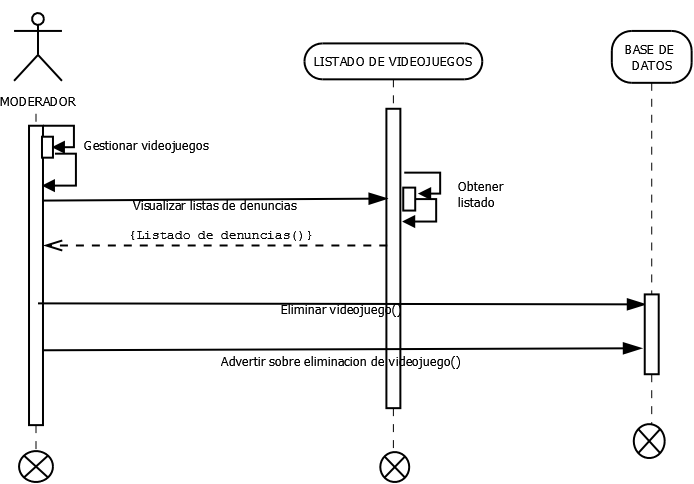 LISTADO DE VIDEOJUEGOS
BASE DE
DATOS
MODERADOR
Gestionar videojuegos
Obtener
listado
Visualizar listas de denuncias
{Listado de denuncias()}
Eliminar videojuego()
Advertir sobre eliminacion de videojuego()